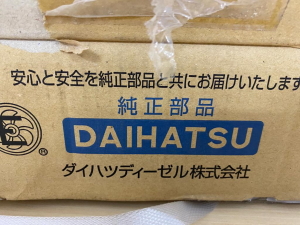 安心と安全を純正部品と共にお届けいたします
純正部品
DAIHATSU
®
ダイハツディーゼル株式会社